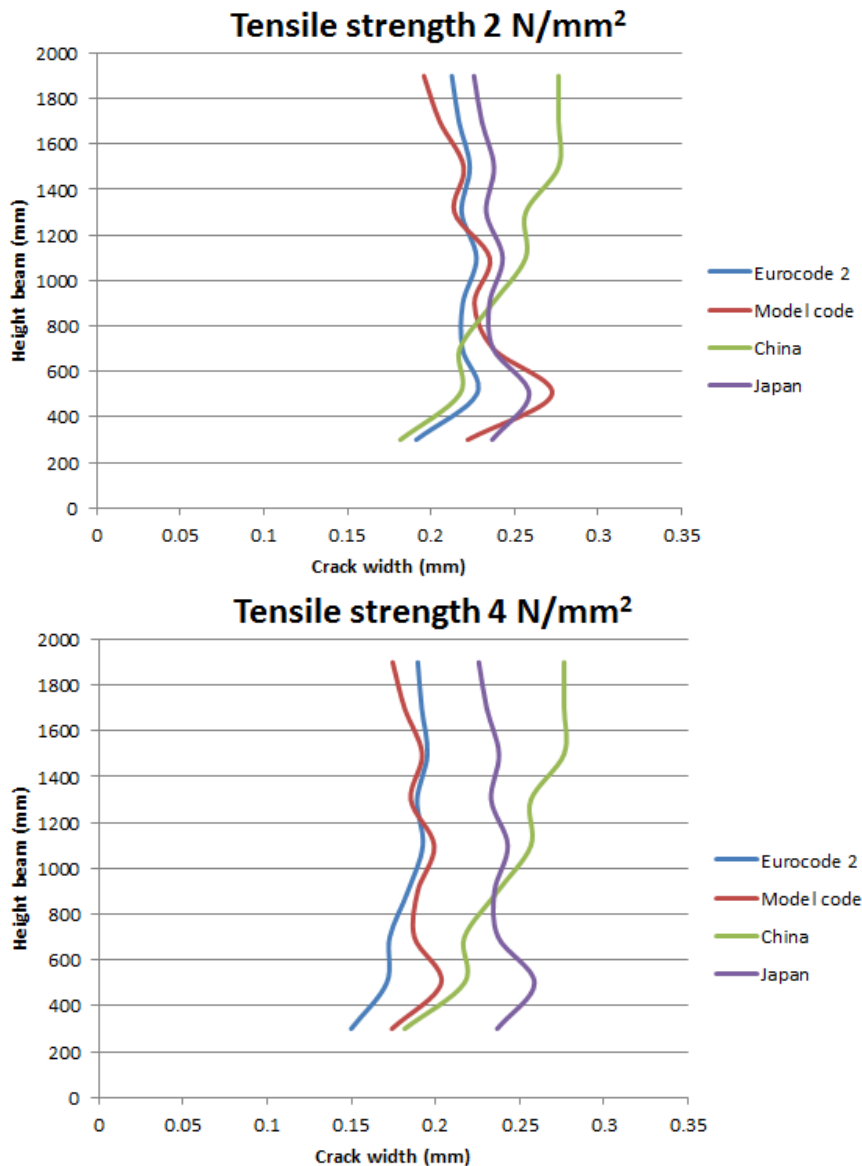 Tensile strength 2 N/mm²
2000
1800
1600
1400
1200
1000
800
600
400
200
0
Height beam (mm)
0 0.05 0.1 0.15 0.2 0.25 0.3 0.35
Crack width (mm)
Eurocode 2
Model code
China
Japan
Tensile strength 4 N/mm²
2000
1800
1600
1400
1200
1000
800
600
400
200
0
Height beam (mm)
0 0.05 0.1 0.15 0.2 0.25 0.3 0.35
Crack width (mm)
Eurocode 2
Model code
China
Japan